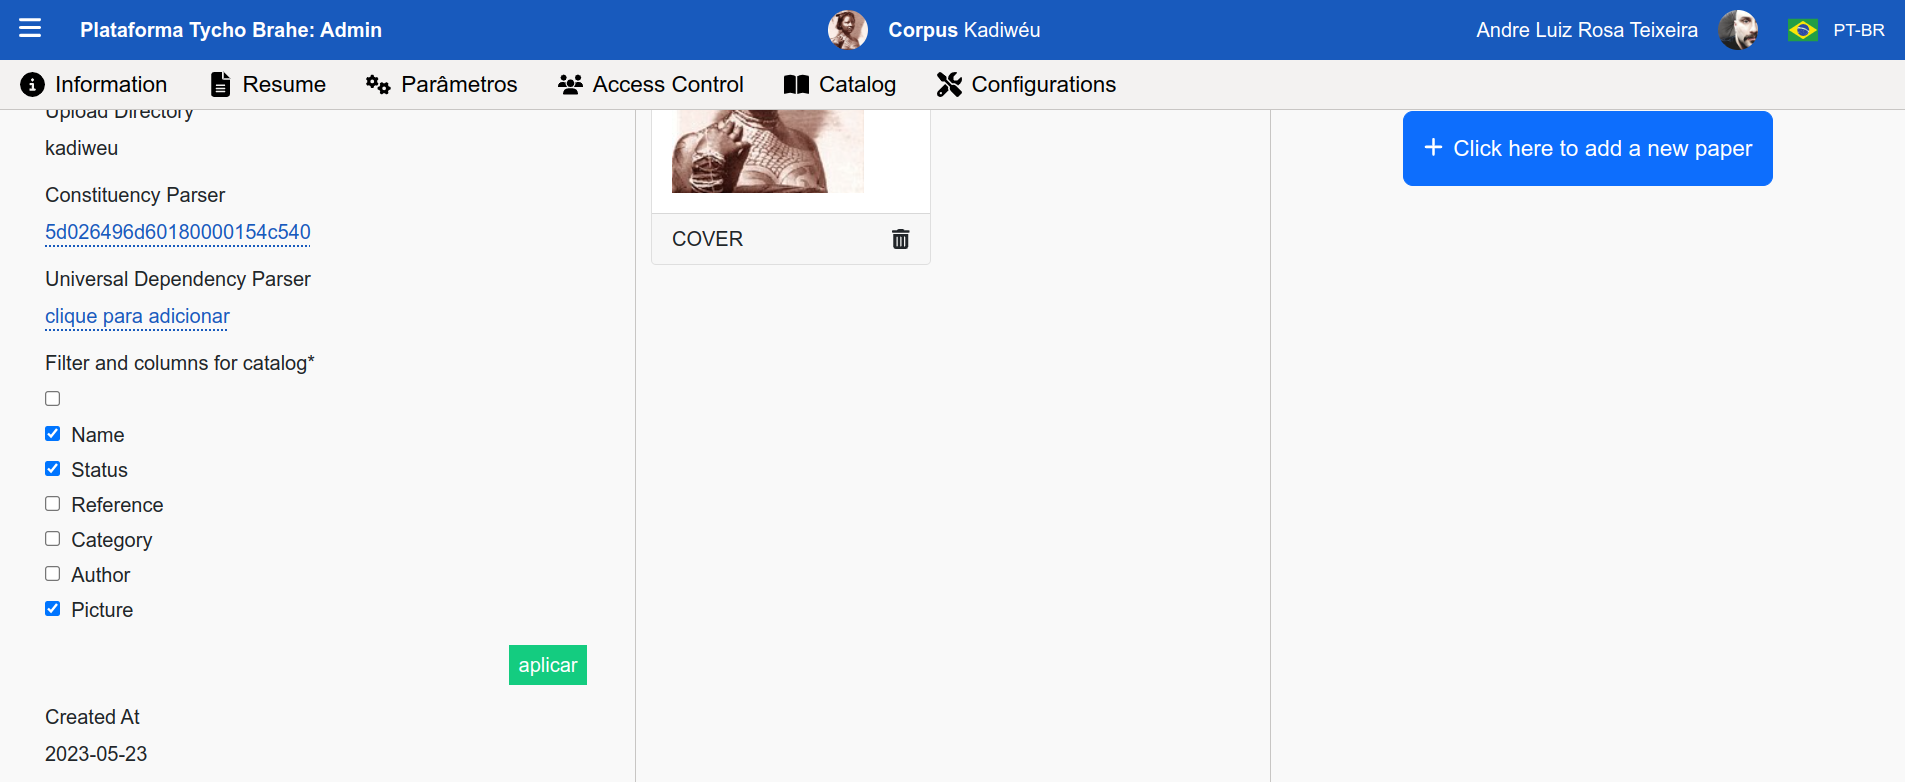 Plataforma Tycho Brahe: Admin
Corpus Kadiwéu
Andre Luiz Rosa Teixeira
PT-BR
Information
Resume
Parâmetros
Access Control
Catalog
Configurations
Upload Directory
kadiweu
Constituency Parser
5d026496d60180000154c540
Universal Dependency Parser
clique para adicionar
Filter and columns for catalog*
Name
Status
Reference
Category
Author
Picture
aplicar
Created At
2023-05-23
COVER
+ Click here to add a new paper